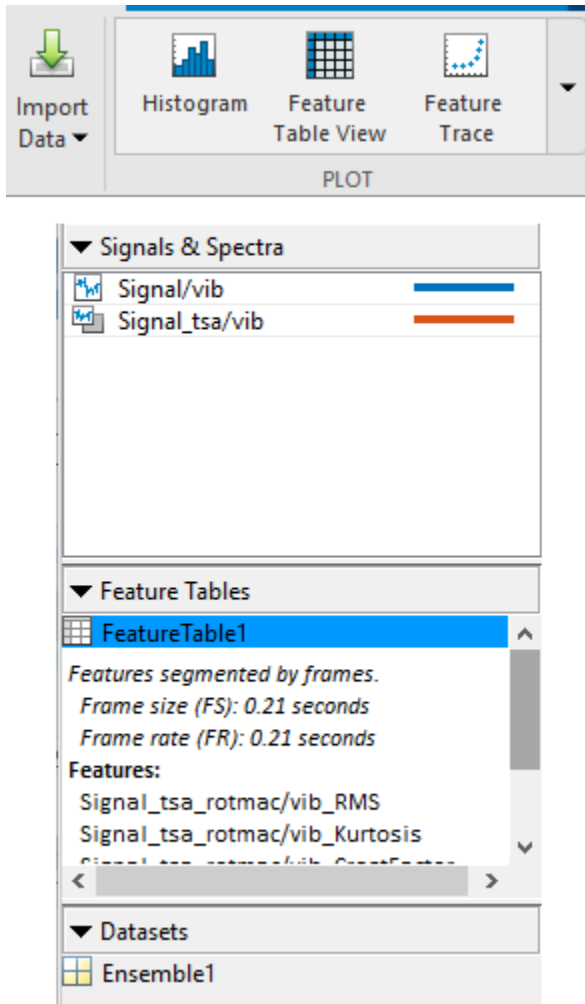 Import
Data
Histogram
Feature
Table View
Feature
Trace
PLOT
Signals & Spectra
Signal/vib
Signal_tsa/vib
Feature Tables
FeatureTable1
Features segmented by frames.
Frame size (FS): 0.21 seconds
Frame rate (FR): 0.21 seconds
Features:
Signal_tsa_rotmac/vib_RMS
Signal_tsa_rotmac/vib_Kurtosis
Signal_tsa_rotmac/vib_CrestFactor
Datasets
Ensemble1